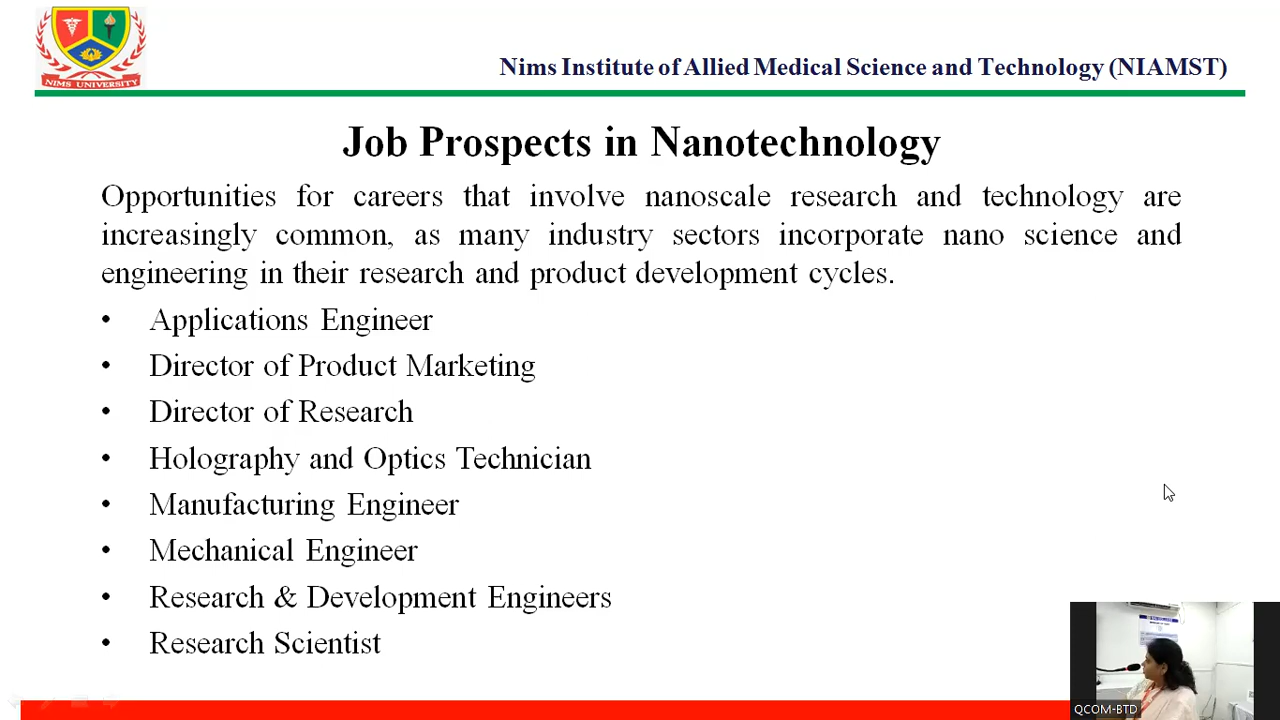 NIMS UNIVERSITY
Nims Institute of Allied Medical Science and Technology (NIAMST)
Job Prospects in Nanotechnology
Opportunities for careers that involve nanoscale research and technology are
increasingly common, as many industry sectors incorporate nano science and
engineering in their research and product development cycles.
• Applications Engineer
• Director of Product Marketing
• Director of Research
• Holography and Optics Technician
• Manufacturing Engineer
• Mechanical Engineer
• Research & Development Engineers
• Research Scientist
QCOM-BTD